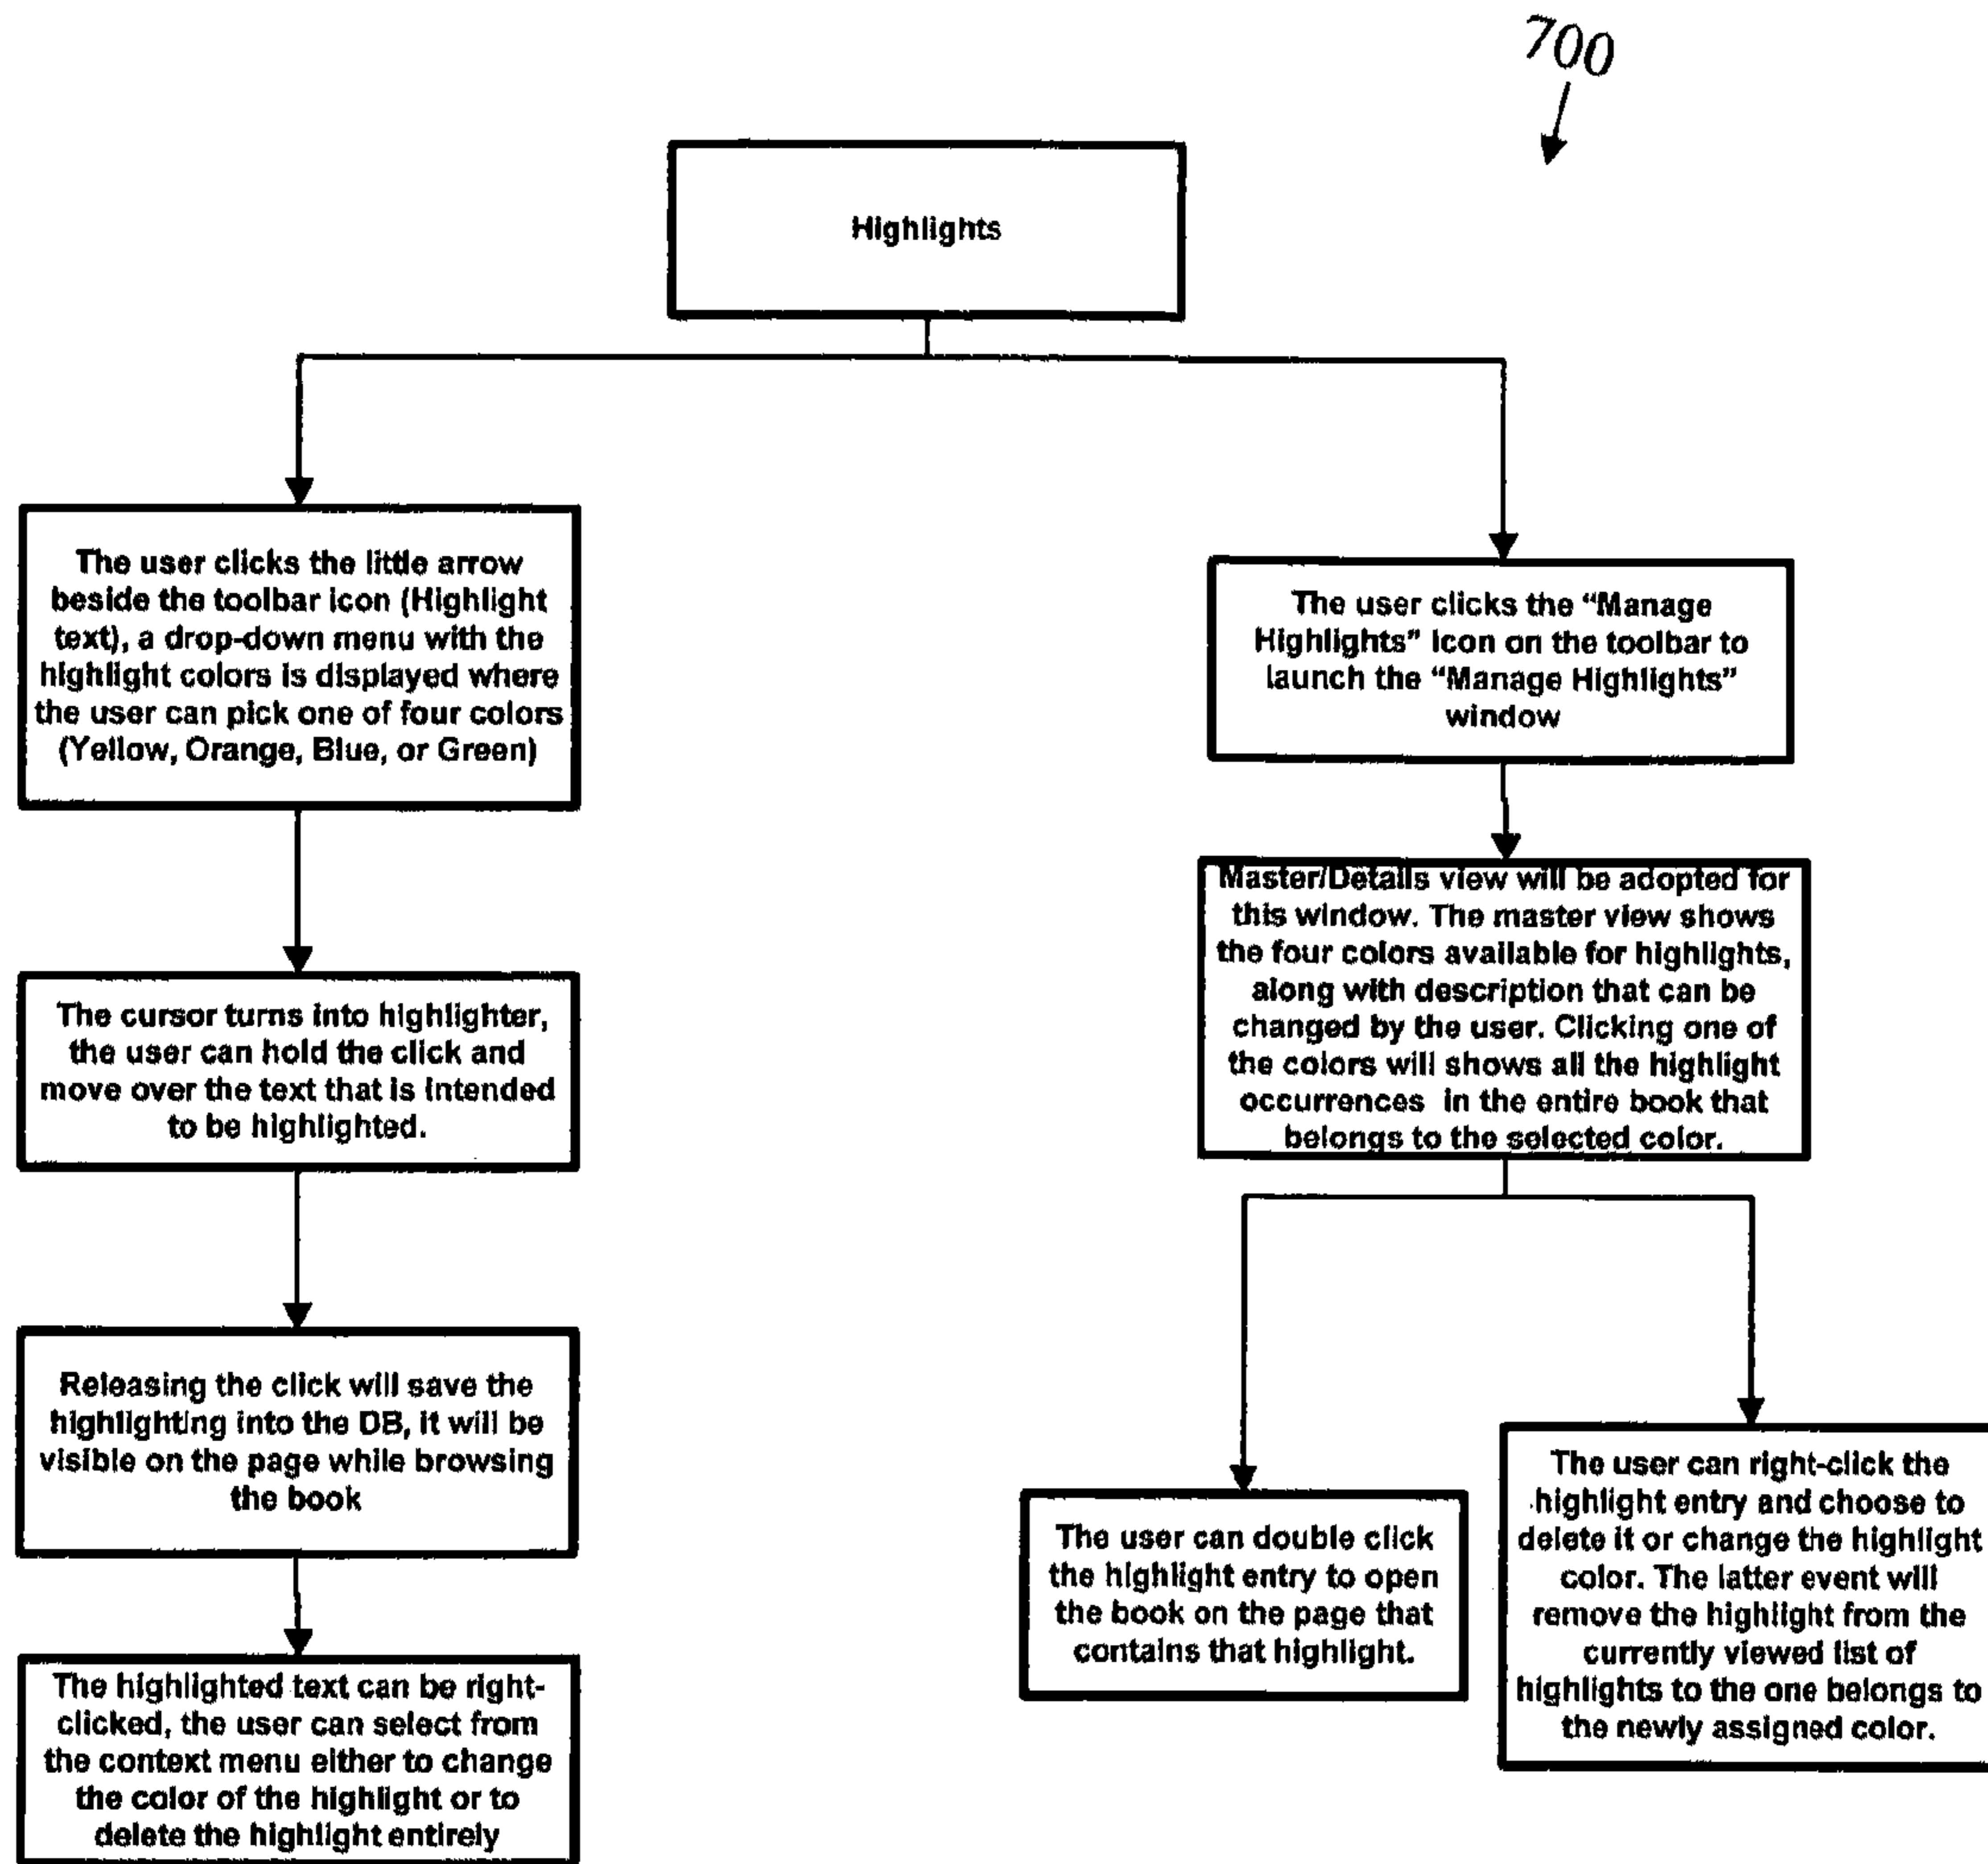 700
Highlights
The user clicks the little arrow
beside the toolbar icon (Highlight
text), a drop-down menu with the
highlight colors is displayed where
the user can pick one of four colors
(Yellow, Orange, Blue, or Green)
The cursor turns into highlighter,
the user can hold the click and
move over the text that is intended
to be highlighted.
Releasing the click will save the
highlighting into the DB, it will be
visible on the page while browsing
the book
The highlighted text can be right-
clicked, the user can select from
the context menu either to change
the color of the highlight or to
delete the highlight entirely
The user clicks the “Manage
Highlights” icon on the toolbar to
launch the “Manage Highlights”
window
Master/Details view will be adopted for
this window. The master view shows
the four colors available for highlights,
along with description that can be
changed by the user. Clicking one of
the colors will shows all the highlight
occurrences in the entire book that
belongs to the selected color.
The user can double click
the highlight entry to open
the book on the page that
contains that highlight.
The user can right-click the
highlight entry and choose to
delete it or change the highlight
color. The latter event will
remove the highlight from the
currently viewed list of
highlights to the one belongs to
the newly assigned color.